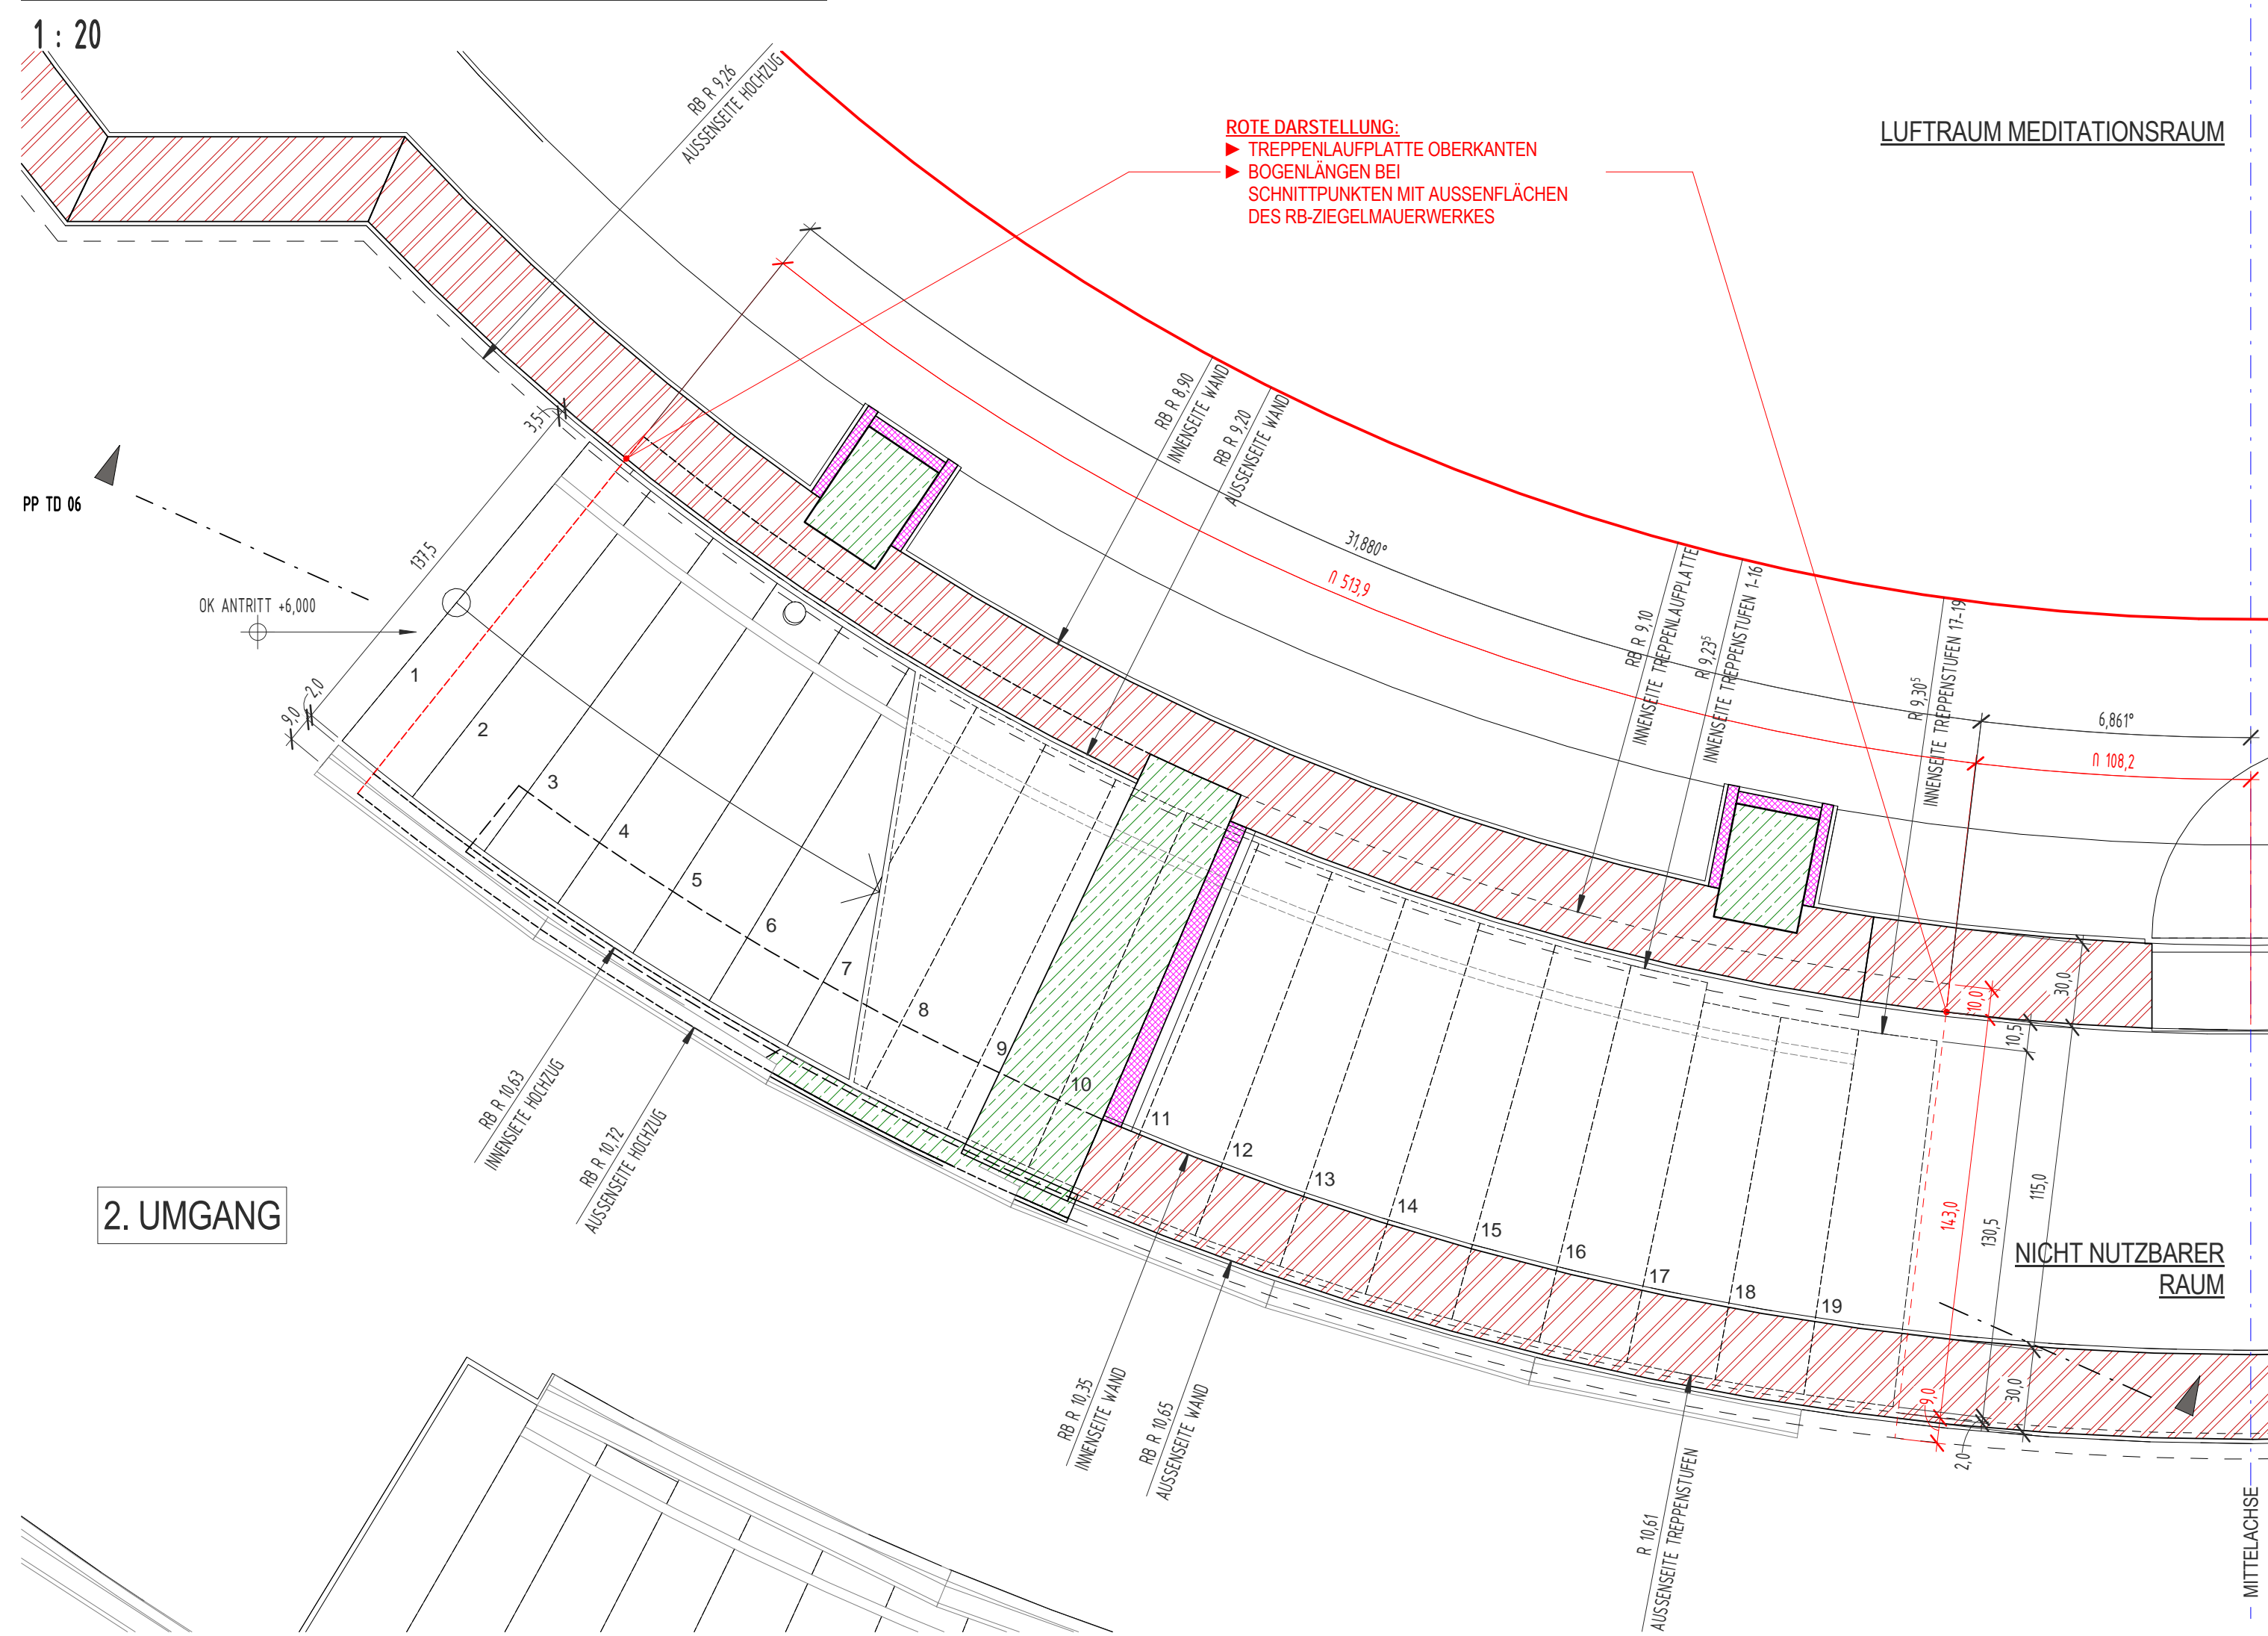 1 : 20
RB R 9,26
AUSSENSEITE HOCHZUG
ROTE DARSTELLUNG:
► TREPPENLAUFPLATTE OBERKANTEN
► BOGENLÄNGEN BEI
SCHNITTPUNKTEN MIT AUSSENFLÄCHEN
DES RB-ZIEGELMAUERWERKES
LUFTRAUM MEDITATIONSRAUM
RB R 8,90
INNENSEITE WAND
RB R 9,20
AUSSENSEITE WAND
3,5
PP TD 06
137,5
31,880°
∩ 513,9
OK ANTRITT +6,000
RB R 9,10
INNENSEITE TREPPENLAUFPLATTE
R 9,23⁵
INNENSEITE TREPPENSTUFEN 1-16
R 9,30⁵
INNENSEITE TREPPENSTUFEN 17-19
6,861°
∩ 108,2
2,0
9,0
1
2
3
4
5
6
7
8
9
10
11
12
13
14
15
16
17
18
19
10,0
30,0
10,5
143,0
130,5
115,0
RB R 10,63
INNENSIETE HOCHZUG
RB R 10,72
AUSSENSEITE HOCHZUG
2. UMGANG
NICHT NUTZBARER
RAUM
9,0
30,0
2,0
RB R 10,35
INNENSEITE WAND
RB R 10,65
AUSSENSEITE WAND
R 10,61
AUSSENSEITE TREPPENSTUFEN
MITTELACHSE